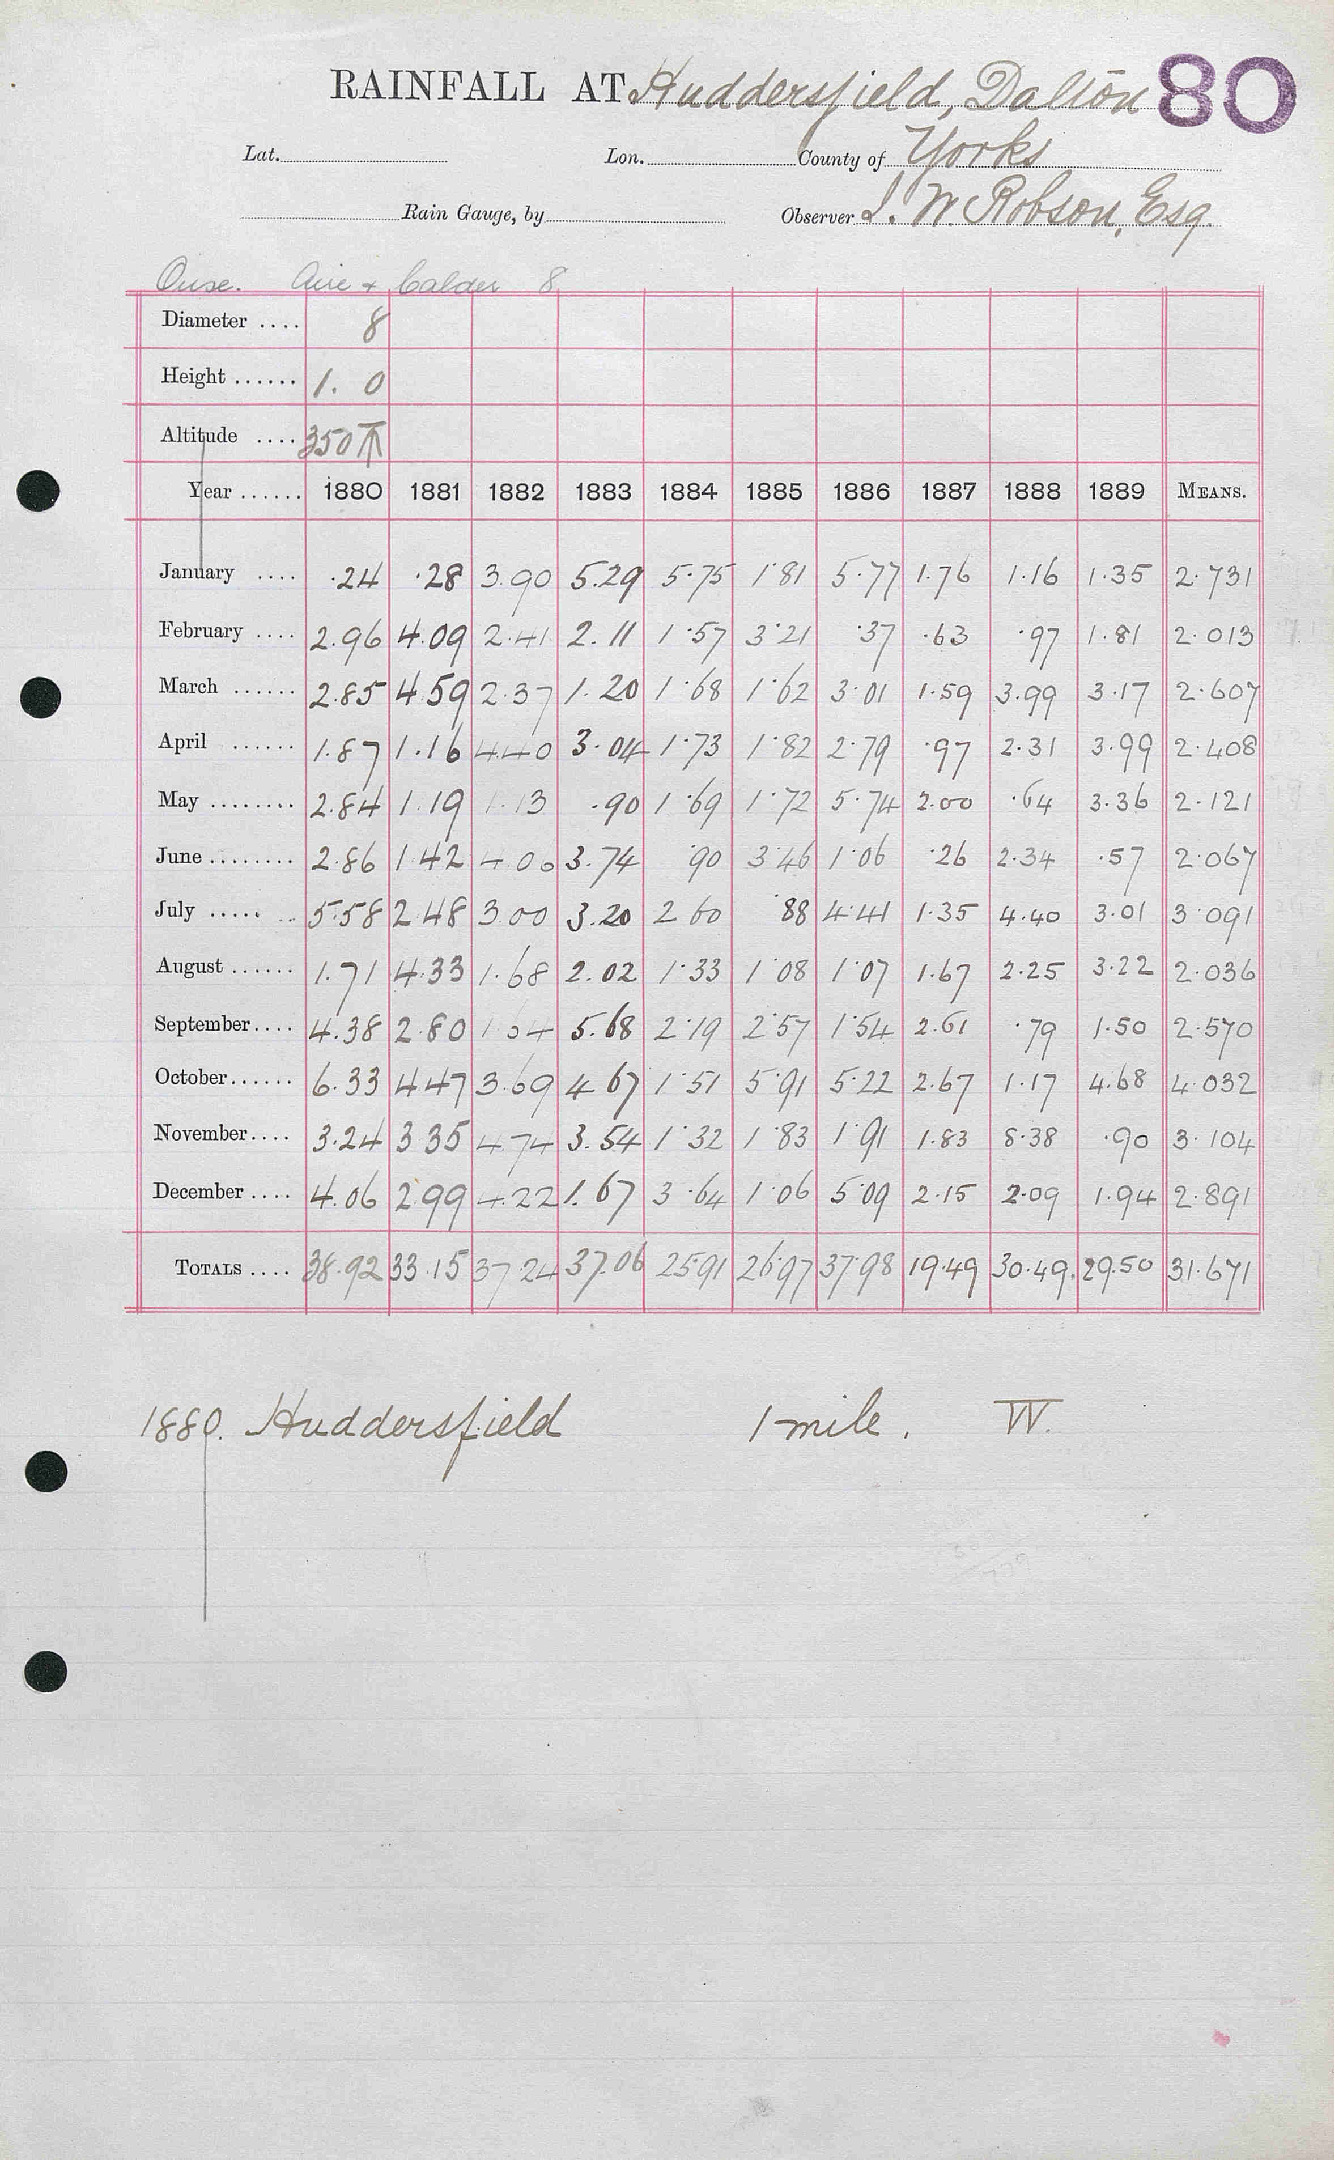 RAINFALL AT Huddersfield, Dalton 80
Lat. Lon. County of Yorks
Rain Gauge, by Observer J. W. Robson, Esq.
Ouse. Aire & Calder 8
Diameter .... 8
Height ...... 1. 0
Altitude .... 350 T
Year ...... 1880 1881 1882 1883 1884 1885 1886 1887 1888 1889 MEANS.
January .... .24 .28 3.90 5.29 5.75 1.81 5.77 1.76 1.16 1.35 2.731
February .... 2.96 4.09 2.41 2.11 1.57 3.21 .37 .63 .97 1.81 2.013
March ...... 2.85 4.59 2.37 1.20 1.68 1.62 3.01 1.59 3.99 3.17 2.607
April ...... 1.87 1.16 4.40 3.04 1.73 1.82 2.79 .97 2.31 3.99 2.408
May ........ 2.84 1.19 1.13 .90 1.69 1.72 5.74 2.00 .64 3.36 2.121
June ........ 2.86 1.42 4.06 3.74 .90 3.46 1.06 .26 2.34 .57 2.067
July ..... .. 5.58 2.48 3.00 3.20 2.60 .88 4.41 1.35 4.40 3.01 3.091
August ...... 1.71 4.33 1.68 2.02 1.33 1.08 1.07 1.67 2.25 3.22 2.036
September.... 4.38 2.80 1.64 5.68 2.19 2.57 1.54 2.61 .79 1.50 2.570
October...... 6.33 4.47 3.69 4.67 1.51 5.91 5.22 2.67 1.17 4.68 4.032
November.... 3.24 3.35 4.74 3.54 1.32 1.83 1.91 1.83 8.38 .90 3.104
December .... 4.06 2.99 4.22 1.67 3.64 1.06 5.09 2.15 2.09 1.94 2.891
TOTALS .... 38.92 33.15 37.24 37.06 25.91 26.97 37.98 19.49 30.49. 29.50 31.671
1880. Huddersfield 1 mile. W.